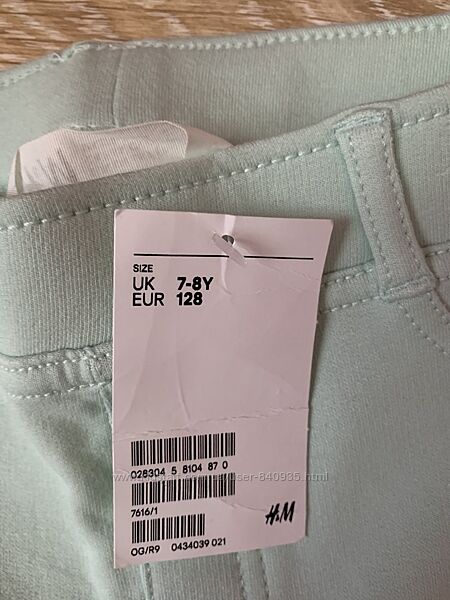 SIZE
UK 7-8Y
EUR 128
028304 5 8104 87 0
7616/1
H&M
OG/R9 0434039 021